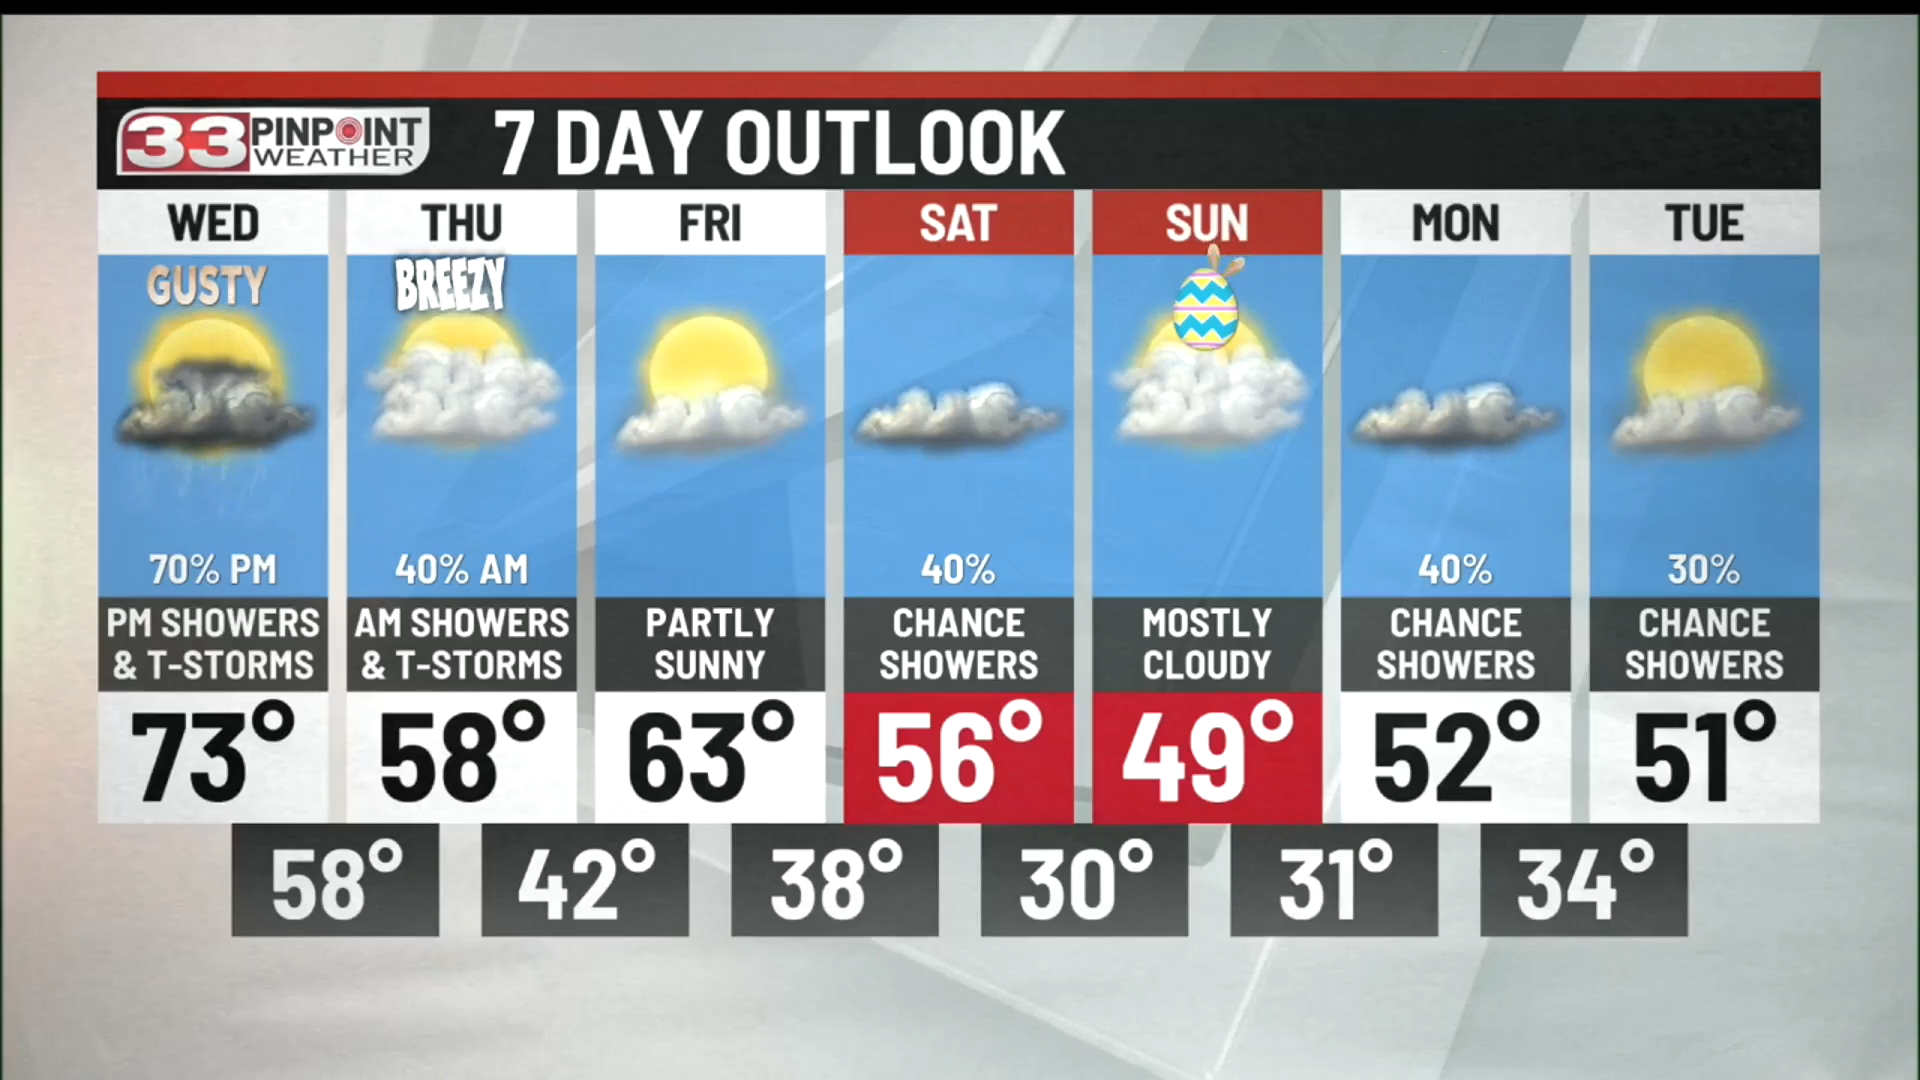 33 PINPOINT WEATHER
7 DAY OUTLOOK
WED
THU
FRI
SAT
SUN
MON
TUE
GUSTY
BREEZY
70% PM
40% AM
40%
40%
30%
PM SHOWERS
& T-STORMS
AM SHOWERS
& T-STORMS
PARTLY
SUNNY
CHANCE
SHOWERS
MOSTLY
CLOUDY
CHANCE
SHOWERS
CHANCE
SHOWERS
73°
58°
63°
56°
49°
52°
51°
58°
42°
38°
30°
31°
34°